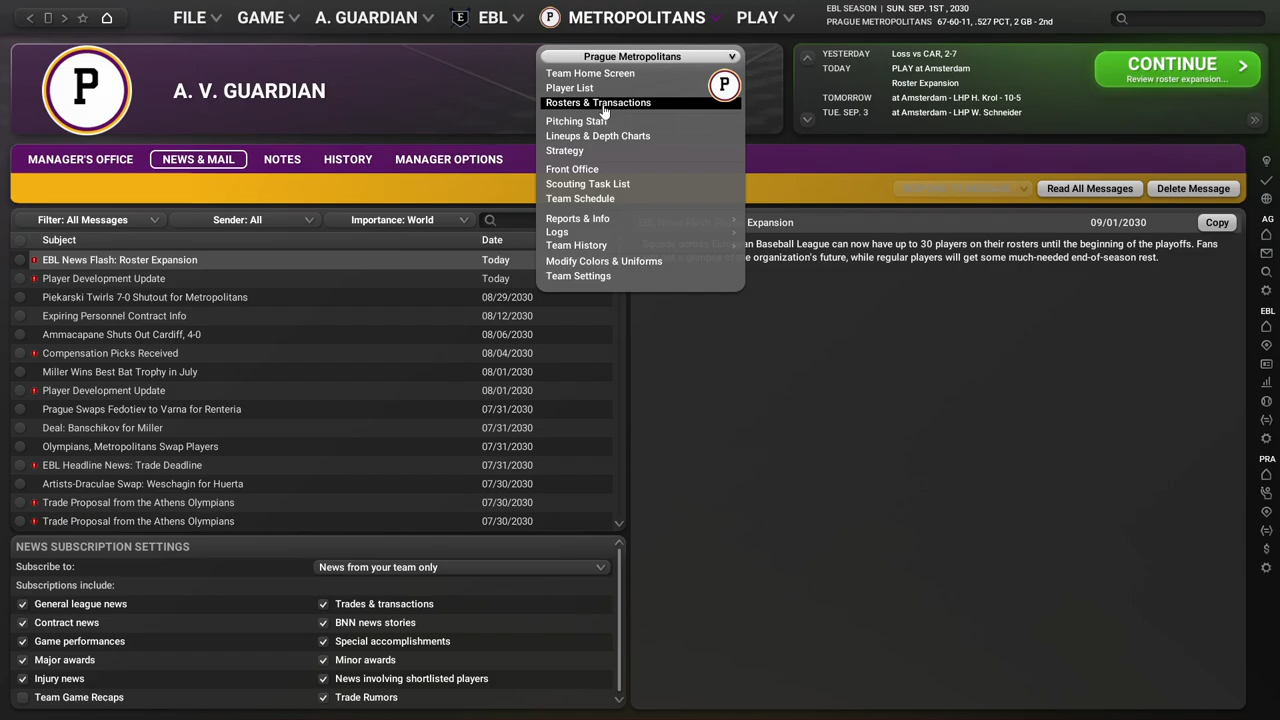 FILE
GAME
A. GUARDIAN
E
EBL
P
METROPOLITANS
PLAY
EBL SEASON | SUN. SEP. 1ST , 2030
PRAGUE METROPOLITANS 67-60-11, .527 PCT, 2 GB - 2nd
P
A. V. GUARDIAN
Prague Metropolitans
P
Team Home Screen
Player List
Rosters & Transactions
Pitching Staff
Lineups & Depth Charts
Strategy
Front Office
Scouting Task List
Team Schedule
Reports & Info
Logs
Team History
Modify Colors & Uniforms
Team Settings
YESTERDAY Loss vs CAR, 2-7
TODAY PLAY at Amsterdam
Roster Expansion
TOMORROW at Amsterdam - LHP H. Krol - 10-5
TUE. SEP. 3 at Amsterdam - LHP W. Schneider
CONTINUE
Review roster expansion...
MANAGER'S OFFICE NEWS & MAIL NOTES HISTORY MANAGER OPTIONS
Read All Messages Delete Message
Filter: All Messages Sender: All Importance: World
Subject Date
EBL News Flash: Roster Expansion Today
Player Development Update Today
Piekarski Twirls 7-0 Shutout for Metropolitans 08/29/2030
Expiring Personnel Contract Info 08/12/2030
Ammacapane Shuts Out Cardiff, 4-0 08/06/2030
Compensation Picks Received 08/04/2030
Miller Wins Best Bat Trophy in July 08/01/2030
Player Development Update 08/01/2030
Prague Swaps Fedotiev to Varna for Renteria 07/31/2030
Deal: Banschikov for Miller 07/31/2030
Olympians, Metropolitans Swap Players 07/31/2030
EBL Headline News: Trade Deadline 07/31/2030
Artists-Draculae Swap: Weschagin for Huerta 07/30/2030
Trade Proposal from the Athens Olympians 07/30/2030
Trade Proposal from the Athens Olympians 07/30/2030
Expansion 09/01/2030 Copy
Baseball League can now have up to 30 players on their rosters until the beginning of the playoffs. Fans
organization's future, while regular players will get some much-needed end-of-season rest.
NEWS SUBSCRIPTION SETTINGS
Subscribe to: News from your team only
Subscriptions include:
General league news Trades & transactions
Contract news BNN news stories
Game performances Special accomplishments
Major awards Minor awards
Injury news News involving shortlisted players
Team Game Recaps Trade Rumors
AG
EBL
PRA